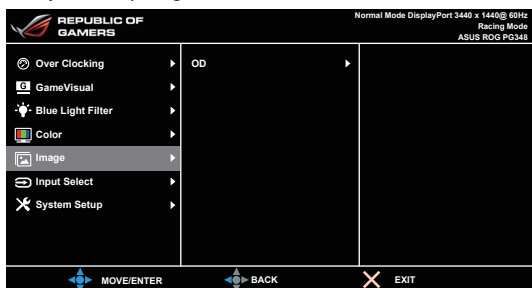 REPUBLIC OF
GAMERS
Normal Mode DisplayPort 3440 x 1440@ 60Hz
Racing Mode
ASUS ROG PG348
Over Clocking
OD
G GameVisual
Blue Light Filter
Color
Image
Input Select
System Setup
MOVE/ENTER
BACK
EXIT